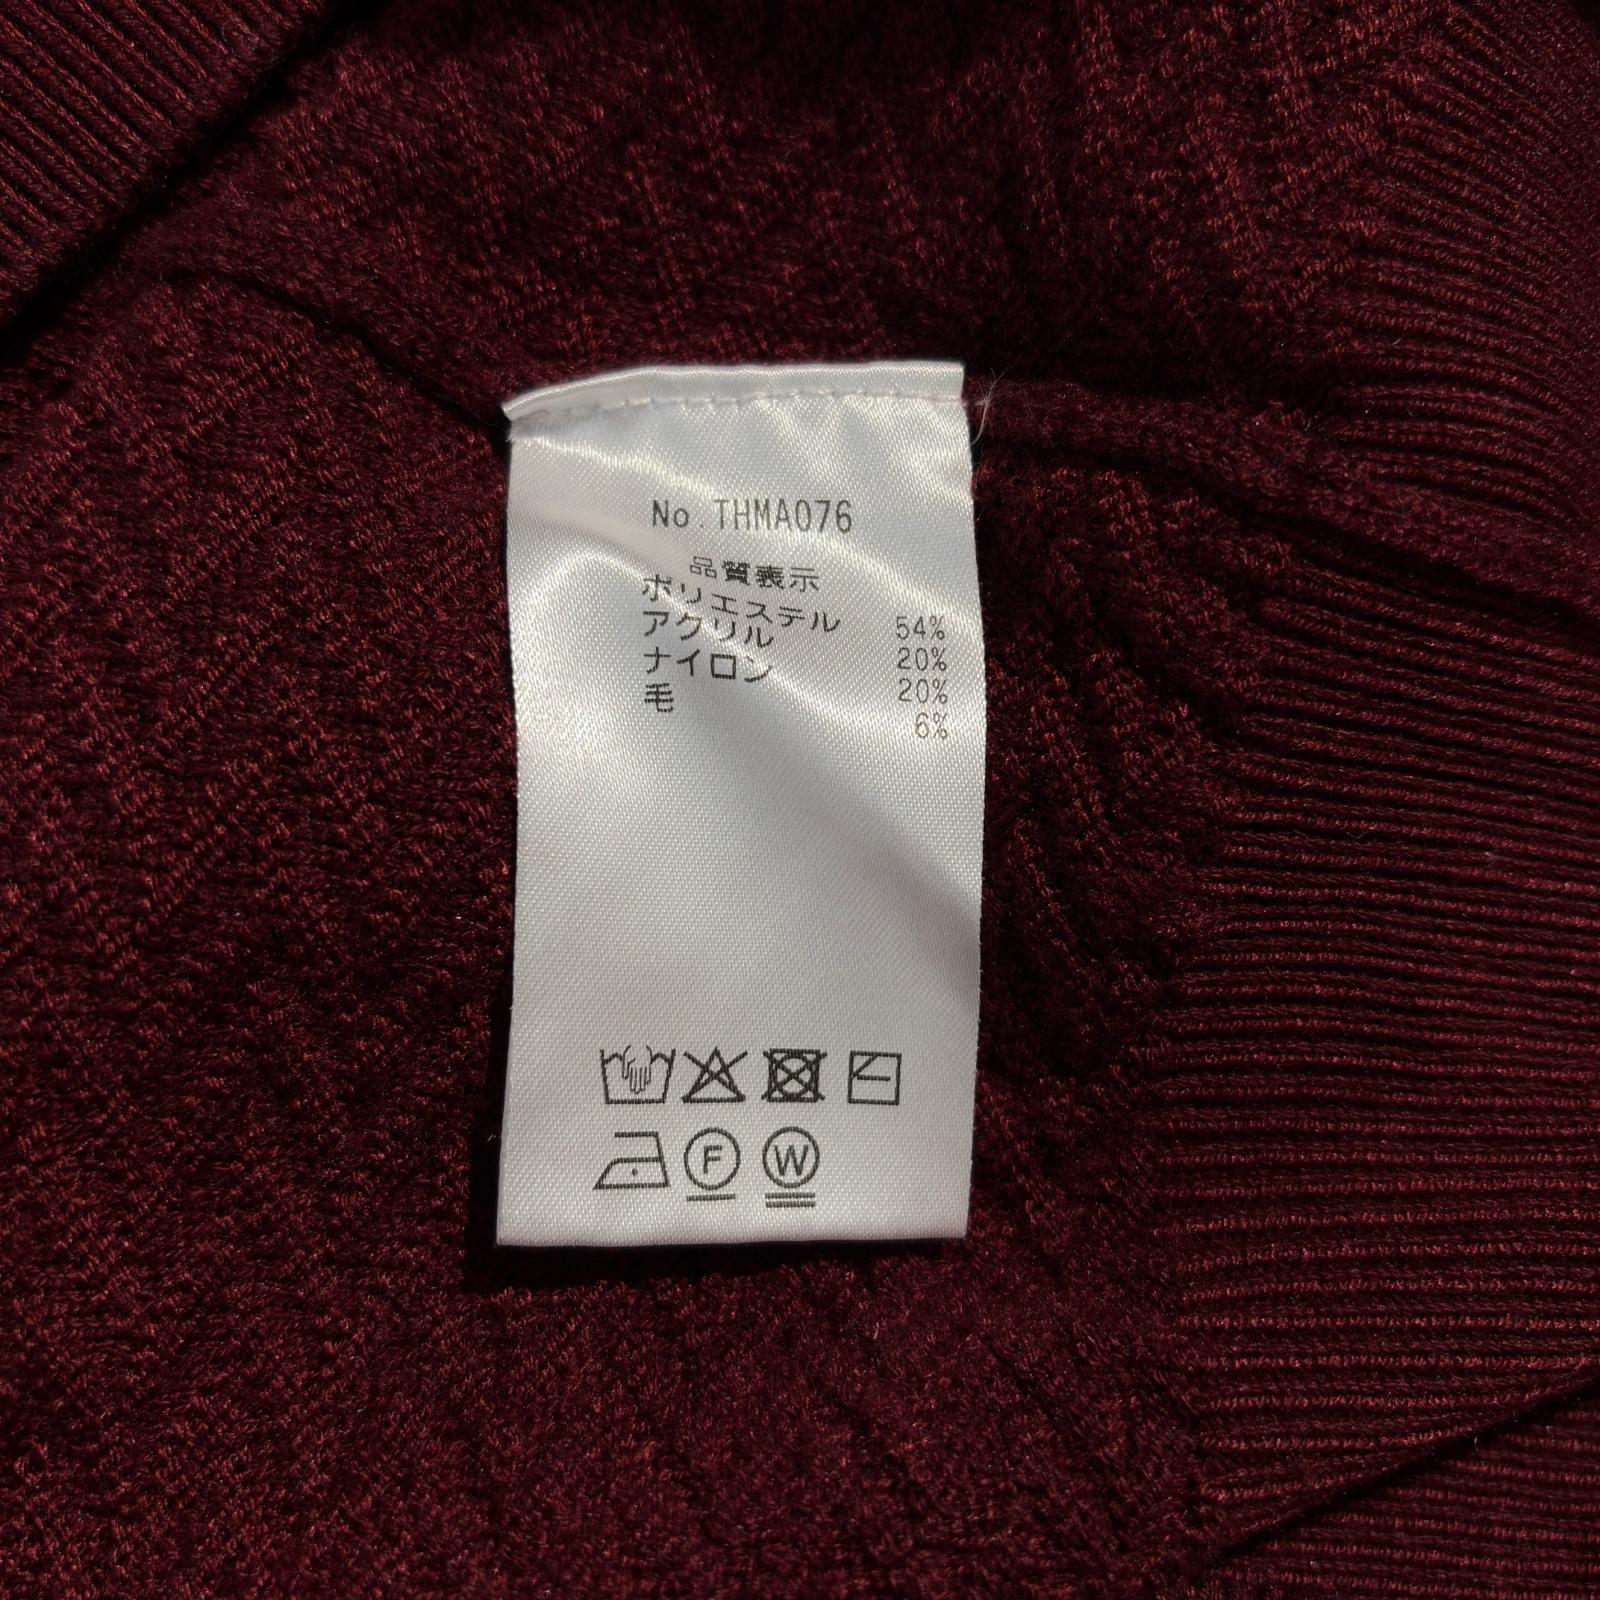 No.THMA076
品質表示
ポリエステル 54%
アクリル 20%
ナイロン 20%
毛 6%
F W